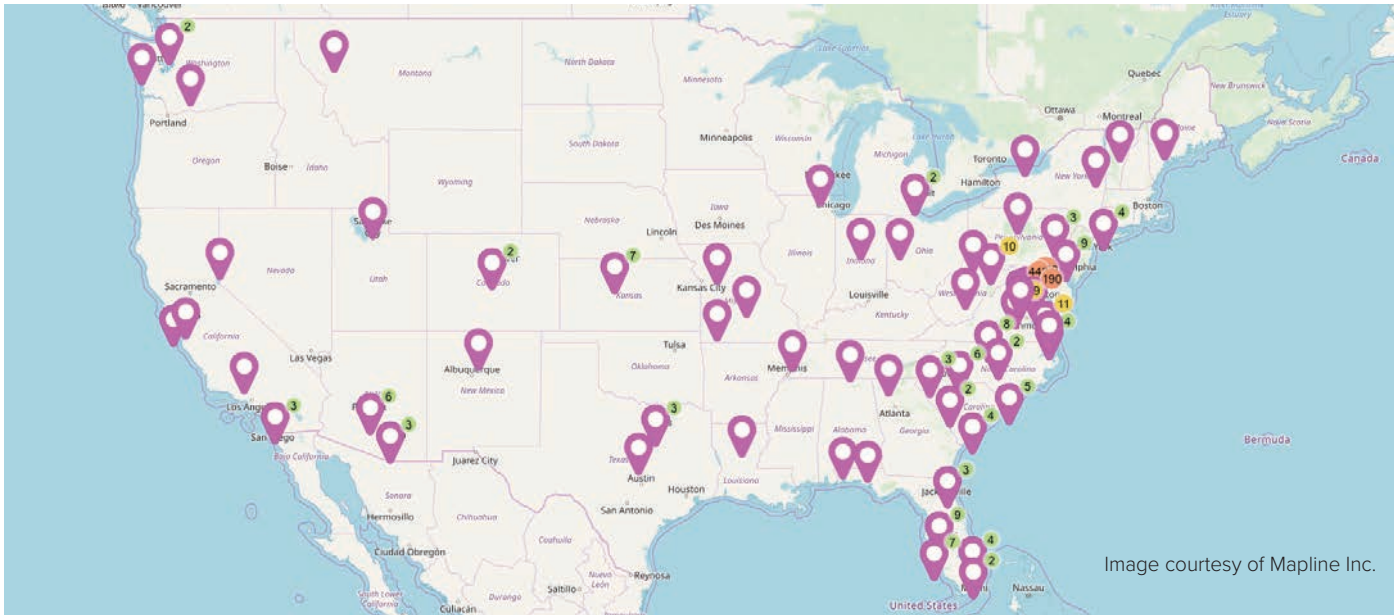 Vancouver
2
Washington
Montana
North Dakota
Minnesota
Quebec
New Brunswick
Nova Scotia
Ottawa
Montreal
Portland
Oregon
Boise
Idaho
South Dakota
Minneapolis
Wisconsin
Michigan
Lake Huron
Toronto
Hamilton
New York
Canada
Wyoming
2
Chicago
Boston
Nebraska
Iowa
Lincoln
Des Moines
3
4
10
9
Sacramento
Nevada
Utah
2
7
Kansas
Kansas City
Illinois
Indiana
Ohio
Pennsylvania
190
9
11
4
California
Las Vegas
Louisville
Kentucky
8
2
Tulsa
Memphis
Albuquerque
New Mexico
Oklahoma
Arkansas
3
6
2
5
3
San Diego
Baja California
6
3
3
Atlanta
Georgia
4
Mississippi
Alabama
Bermuda
Juarez City
Texas
Austin
Louisiana
Houston
San Antonio
3
Sonora
Hermosillo
Chihuahua
Ciudad Obregón
Coahuila
9
7
4
2
Image courtesy of Mapline Inc.
Durango
Saltillo
Nuevo León
Reynosa
Culiacán
Miami
Nassau
United States